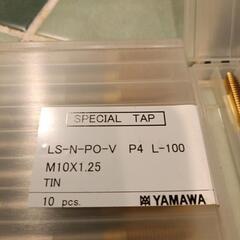 SPECIAL TAP
LS-N-PO-V P4 L-100
M10X1.25
TIN
10 pcs. YAMAWA